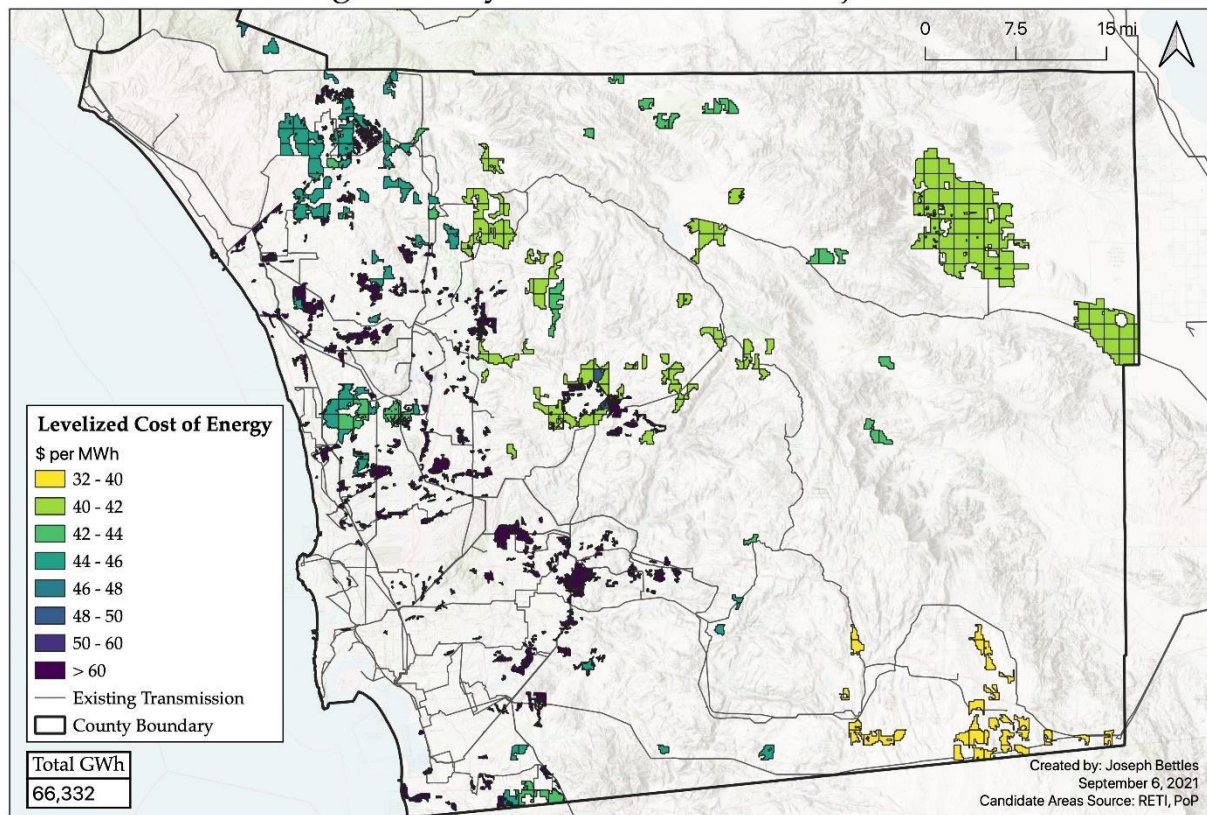 0 7.5 15 mi
Levelized Cost of Energy
$ per MWh
32 - 40
40 - 42
42 - 44
44 - 46
46 - 48
48 - 50
50 - 60
> 60
Existing Transmission
County Boundary
Total GWh
66,332
Created by: Joseph Bettles
September 6, 2021
Candidate Areas Source: RETI, PoP